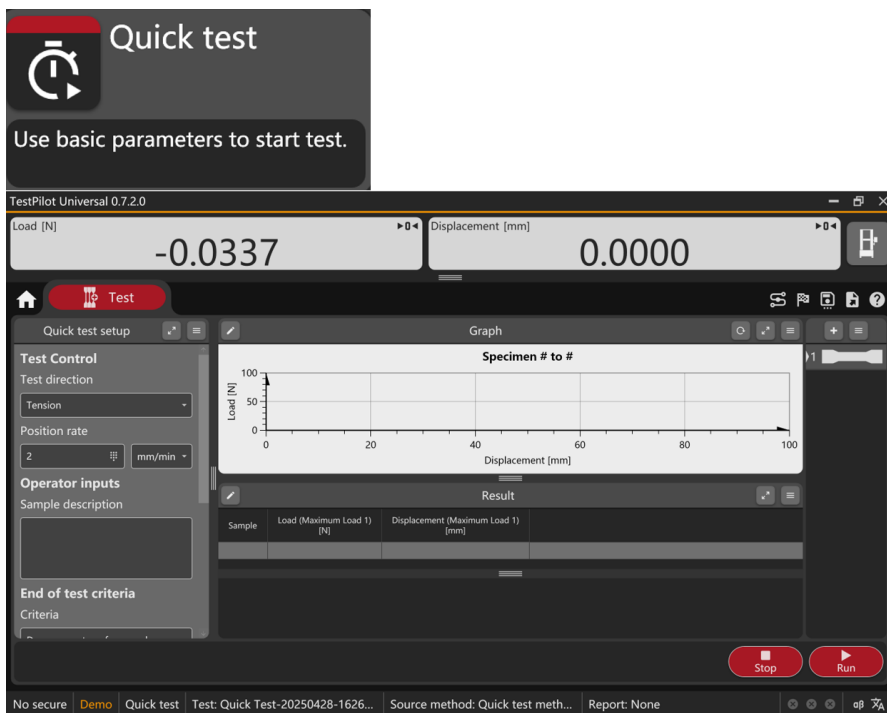 Quick test
Use basic parameters to start test.
TestPilot Universal 0.7.2.0
Load [N]
-0.0337
Displacement [mm]
0.0000
Test
Quick test setup
Graph
Test Control
Test direction
Tension
Position rate
2
mm/min
Operator inputs
Sample description
End of test criteria
Criteria
Specimen # to #
Load [N]
100
50
0
0 20 40 60 80 100
Displacement [mm]
1
Result
Sample
Load (Maximum Load 1)
[N]
Displacement (Maximum Load 1)
[mm]
Stop
Run
No secure
Demo
Quick test
Test: Quick Test-20250428-1626...
Source method: Quick test meth...
Report: None
αβ